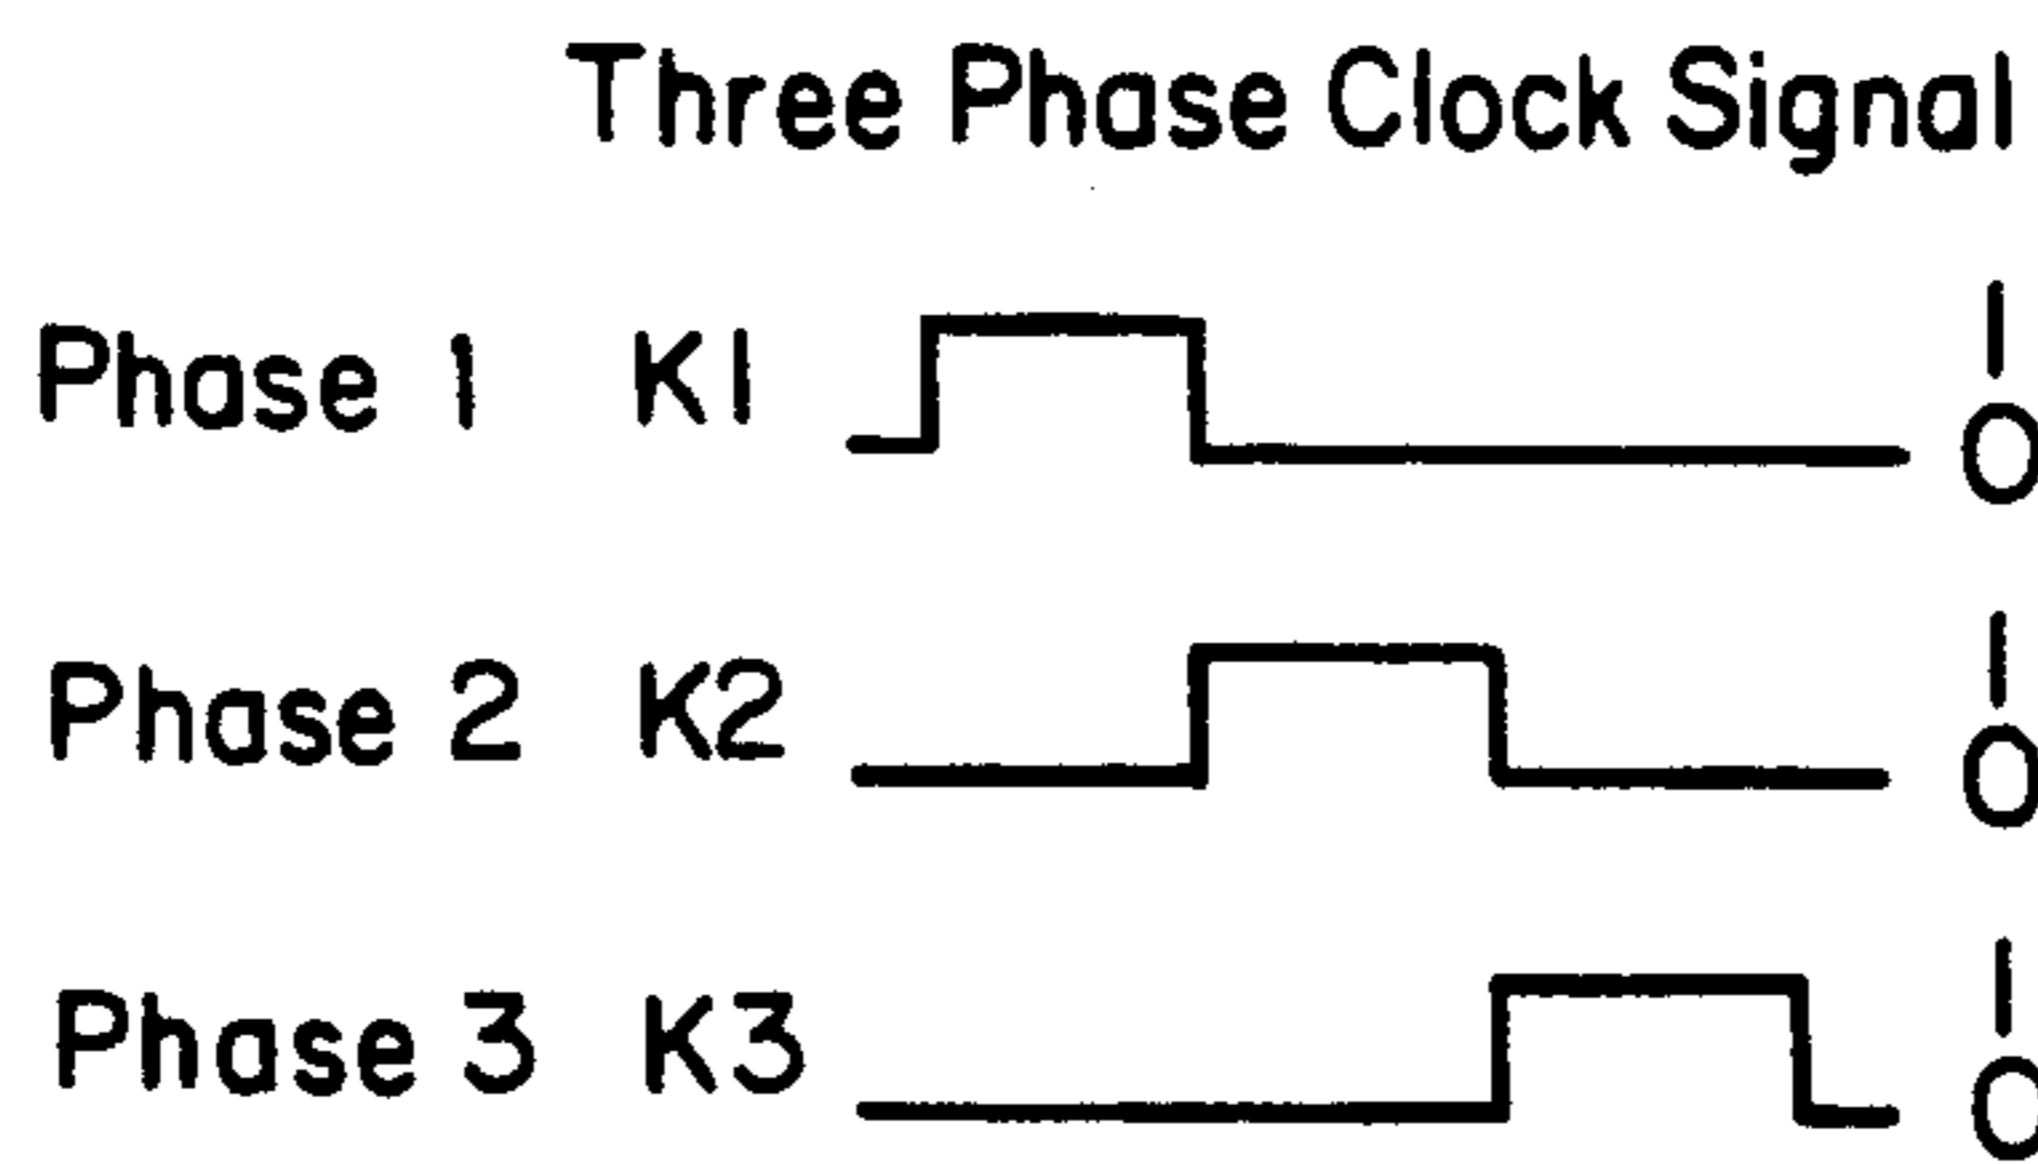 Three Phase Clock Signal
Phase 1 K1 1
0
Phase 2 K2 1
0
Phase 3 K3 1
0